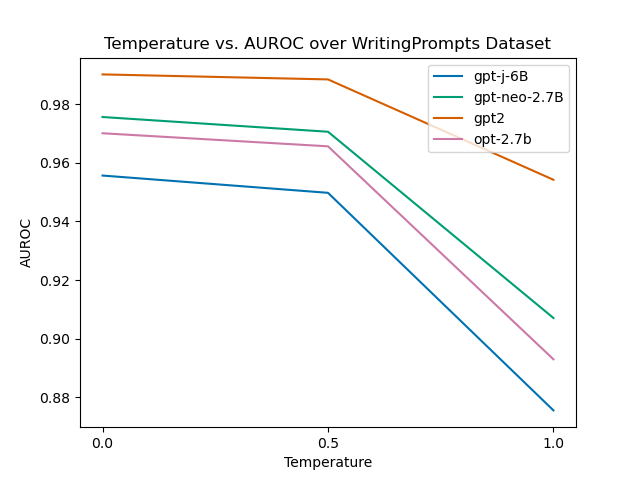 Temperature vs. AUROC over WritingPrompts Dataset
gpt-j-6B
gpt-neo-2.7B
gpt2
opt-2.7b
0.98
0.96
0.94
0.92
0.90
0.88
AUROC
0.0
0.5
1.0
Temperature